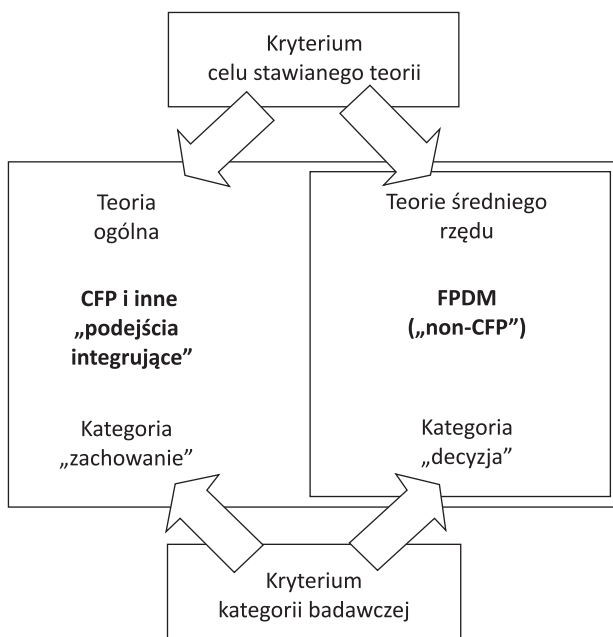 Kryterium
celu stawianego teorii
Teoria
ogólna
CFP i inne
„podejścia
integrujące”
Kategoria
„zachowanie”
Teorie średniego
rzędu
FPDM
(„non-CFP”)
Kategoria
„decyzja”
Kryterium
kategorii badawczej